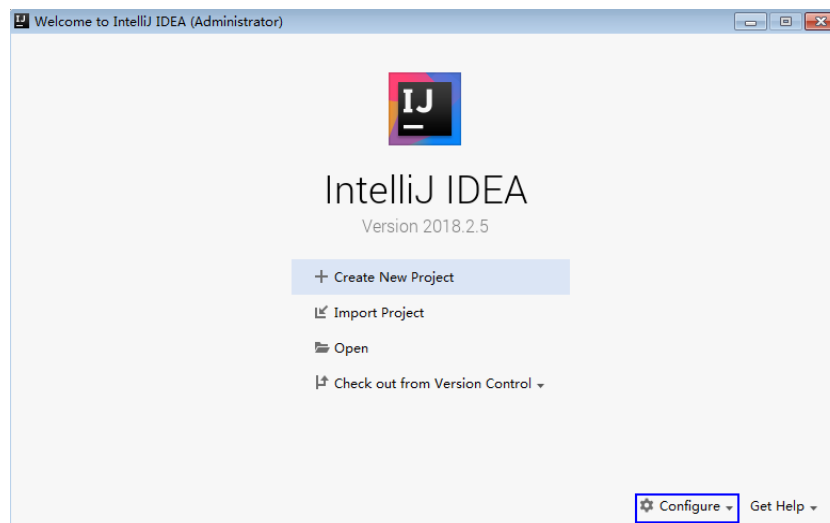 Welcome to IntelliJ IDEA (Administrator)
IJ
IntelliJ IDEA
Version 2018.2.5
Create New Project
Import Project
Open
Check out from Version Control
Configure
Get Help